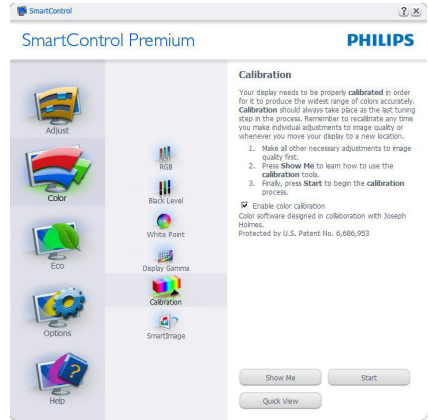 SmartControl
SmartControl Premium
PHILIPS
Adjust
Color
Eco
Options
Help
RGB
Black Level
White Point
Display Gamma
Calibration
SmartImage
Calibration
Your display needs to be properly calibrated in order
for it to produce the widest range of colors accurately.
Calibration should always take place as the last tuning
step in the process. Remember to recalibrate any time
you make individual adjustments to image quality or
whenever you move your display to a new location.
1. Make all other necessary adjustments to image
quality first.
2. Press Show Me to learn how to use the
calibration tools.
3. Finally, press Start to begin the calibration
process.
Enable color calibration
Color software designed in collaboration with Joseph
Holmes.
Protected by U.S. Patent No. 6,686,953
Show Me
Start
Quick View